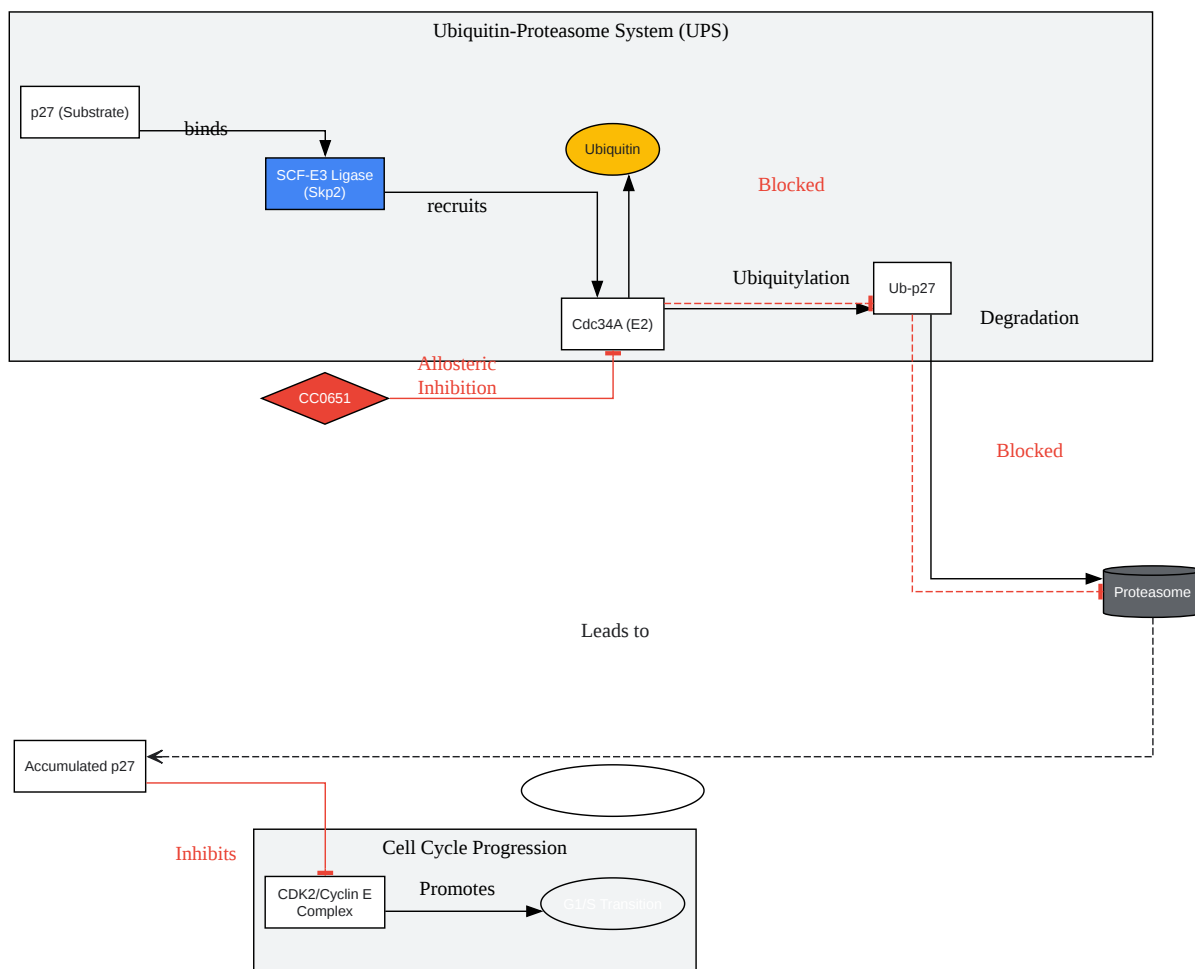 Ubiquitin-Proteasome System (UPS)
p27 (Substrate)
binds
Ubiquitin
SCF-E3 Ligase
(Skp2)
Blocked
recruits
Ubiquitylation
Ub-p27
Cdc34A (E2)
Degradation
Allosteric
Inhibition
CC0651
Blocked
Proteasome
Leads to
Accumulated p27
Inhibits
Cell Cycle Progression
CDK2/Cyclin E
Complex
Promotes
G1/S Transition